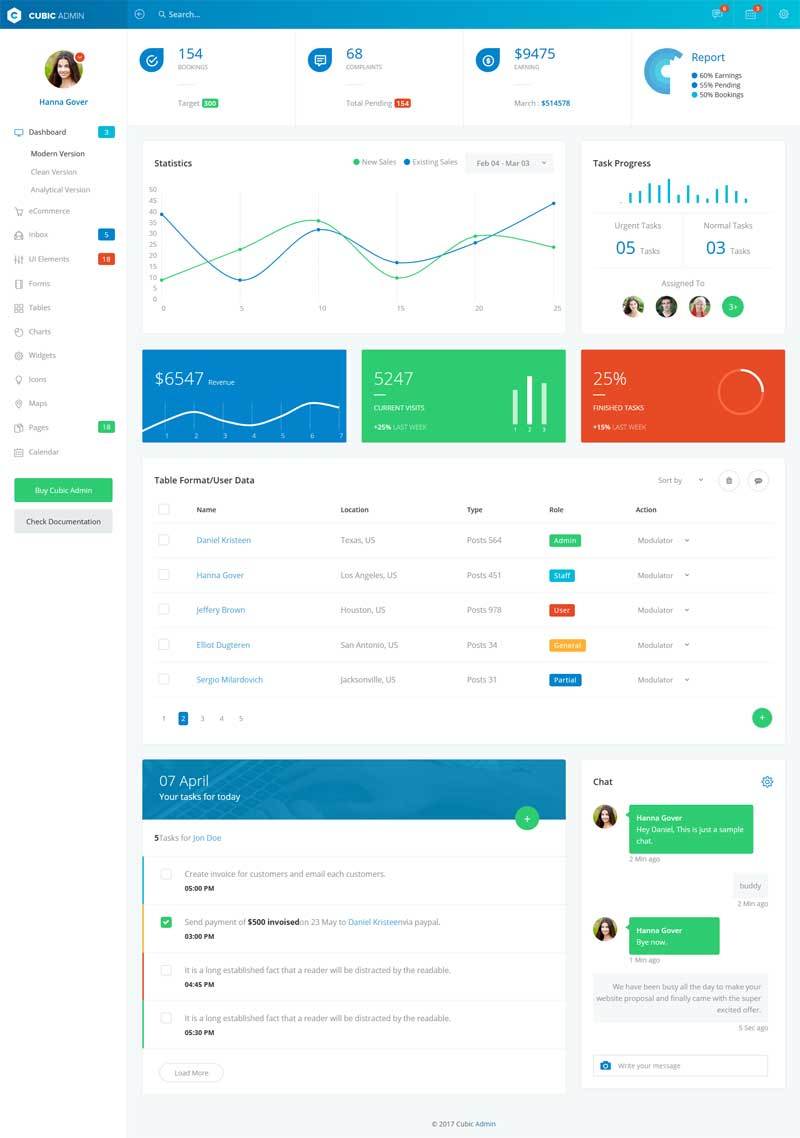 CUBIC ADMIN
Search...
6
5
Hanna Gover
Dashboard 3
Modern Version
Clean Version
Analytical Version
eCommerce
Inbox 5
UI Elements 18
Forms
Tables
Charts
Widgets
Icons
Maps
Pages 18
Calendar
Buy Cubic Admin
Check Documentation
154
BOOKINGS
Target 300
68
COMPLAINTS
Total Pending 154
$9475
EARNING
March : $514578
Report
60% Earnings
55% Pending
50% Bookings
Statistics
New Sales Existing Sales Feb 04 - Mar 03
50
45
40
35
30
25
20
15
10
5
0
0 5 10 15 20 25
Task Progress
Urgent Tasks Normal Tasks
05 Tasks 03 Tasks
Assigned To
3+
$6547 Revenue
1 2 3 4 5 6 7
5247
CURRENT VISITS
+25% LAST WEEK
1 2 3
25%
FINISHED TASKS
+15% LAST WEEK
Table Format/User Data Sort by
Name Location Type Role Action
Daniel Kristeen Texas, US Posts 564 Admin Modulator
Hanna Gover Los Angeles, US Posts 451 Staff Modulator
Jeffery Brown Houston, US Posts 978 User Modulator
Elliot Dugteren San Antonio, US Posts 34 General Modulator
Sergio Milardovich Jacksonville, US Posts 31 Partial Modulator
1 2 3 4 5 +
07 April
Your tasks for today
+
5Tasks for Jon Doe
Create invoice for customers and email each customers.
05:00 PM
Send payment of $500 invoisedon 23 May to Daniel Kristeenvia paypal.
03:00 PM
It is a long established fact that a reader will be distracted by the readable.
04:45 PM
It is a long established fact that a reader will be distracted by the readable.
05:30 PM
Load More
Chat
Hanna Gover
Hey Daniel, This is just a sample
chat.
2 Min ago
buddy
2 Min ago
Hanna Gover
Bye now.
1 Min ago
We have been busy all the day to make your
website proposal and finally came with the super
excited offer.
5 Sec ago
Write your message
© 2017 Cubic Admin